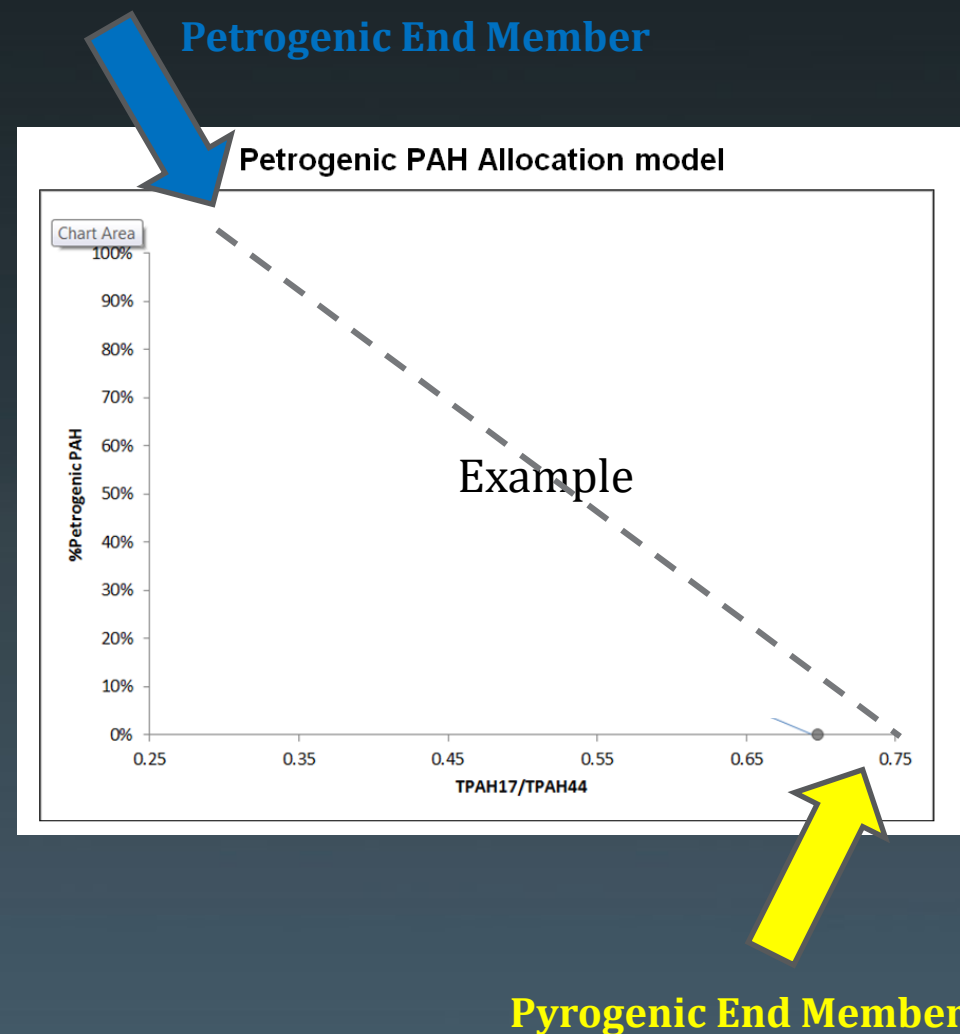 Petrogenic End Member
Petrogenic PAH Allocation model
Chart Area
100%
90%
80%
70%
60%
50%
40%
30%
20%
10%
0%
%Petrogenic PAH
Example
0.25 0.35 0.45 0.55 0.65 0.75
TPAH17/TPAH44
Pyrogenic End Member